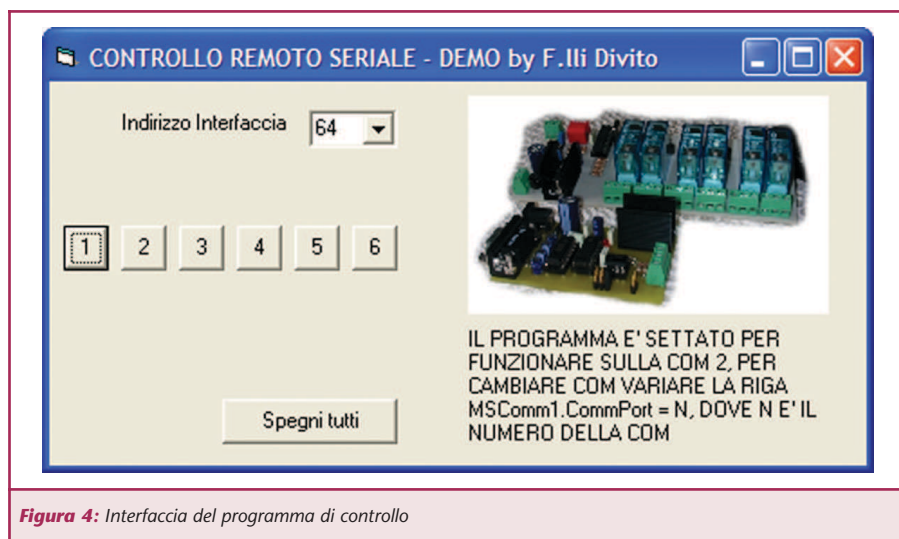 CONTROLLO REMOTO SERIALE - DEMO by F.lli Divito
Indirizzo Interfaccia
64
1 2 3 4 5 6
Spegni tutti
IL PROGRAMMA E' SETTATO PER
FUNZIONARE SULLA COM 2, PER
CAMBIARE COM VARIARE LA RIGA
MSComm1.CommPort = N, DOVE N E' IL
NUMERO DELLA COM
Figura 4: Interfaccia del programma di controllo